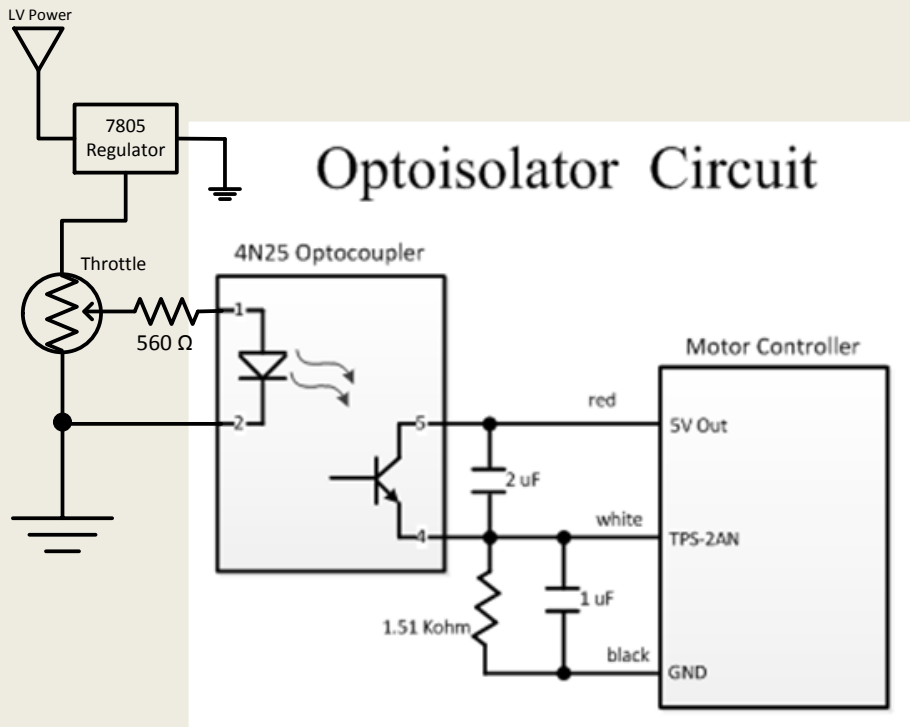 LV Power
7805
Regulator
Optoisolator Circuit
Throttle
4N25 Optocoupler
560 Ω
1
2
5
4
Motor Controller
red
5V Out
2 uF
white
TPS-2AN
1 uF
1.51 Kohm
black
GND